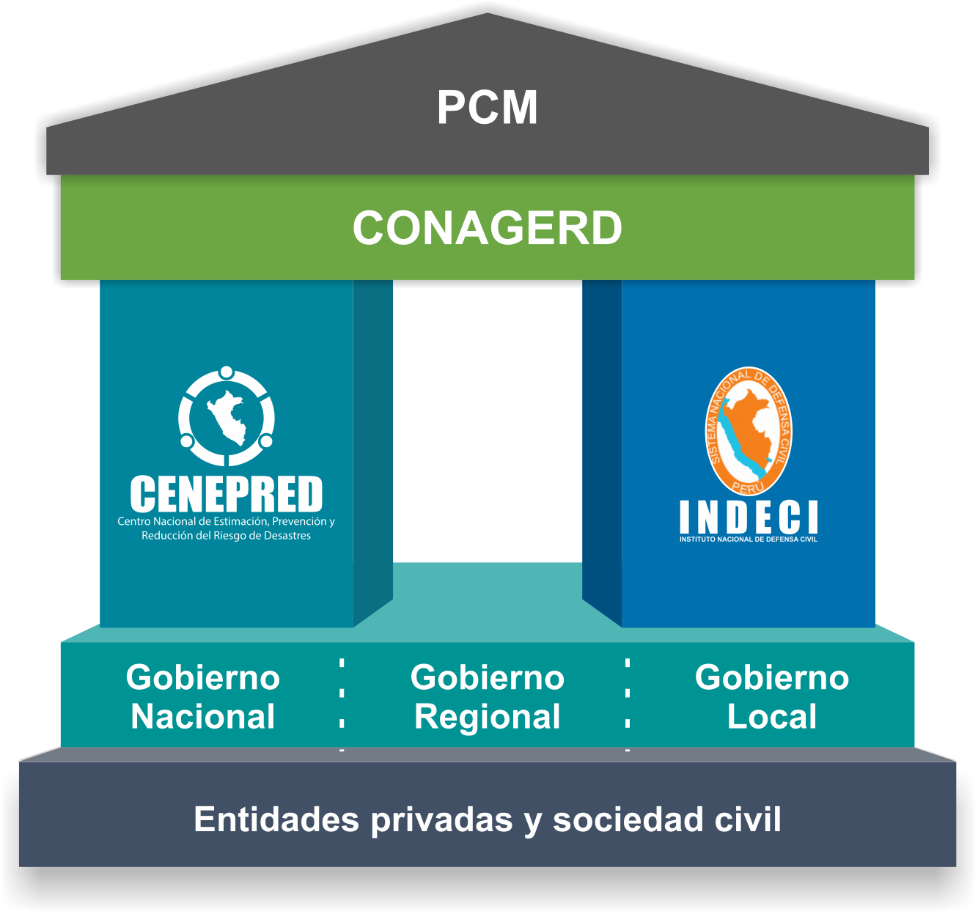 PCM
CONAGERD
CENEPRED
Centro Nacional de Estimación, Prevención y
Reducción del Riesgo de Desastres
SISTEMA NACIONAL DE DEFENSA CIVIL
PERU
INDECI
INSTITUTO NACIONAL DE DEFENSA CIVIL
Gobierno
Nacional
Gobierno
Regional
Gobierno
Local
Entidades privadas y sociedad civil